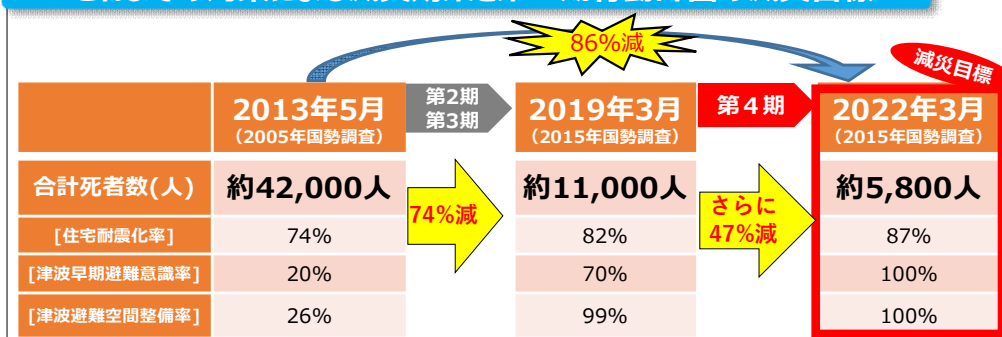 86%減
減災目標
2013年5月
（2005年国勢調査）
第2期
第3期
2019年3月
（2015年国勢調査）
第４期
2022年3月
（2015年国勢調査）
合計死者数(人) 約42,000人 約11,000人 約5,800人
74%減
さらに
47%減
[住宅耐震化率] 74% 82% 87%
[津波早期避難意識率] 20% 70% 100%
[津波避難空間整備率] 26% 99% 100%